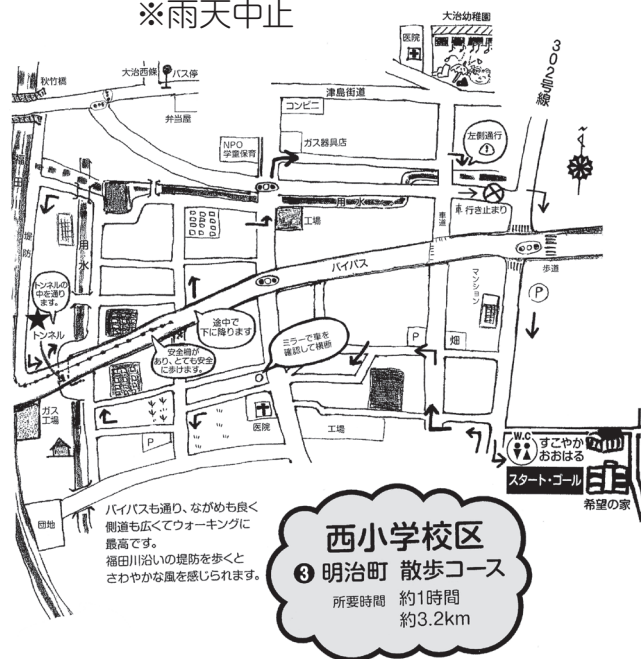 ※雨天中止
大治幼稚園
医院
302号線
秋竹橋
大治西條
バス停
弁当屋
津島街道
コンビニ
ガス器具店
NPO
学童保育
左側通行
福田川
堤防
用水
用水
工場
車道
車 行き止まり
バイパス
歩道
P
マンション
トンネルの
中を通り
ます。
トンネル
途中で
下に降ります
安全柵が
あり、とても安全
に歩けます。
ミラーで車を
確認して横断
P
畑
ガス
工場
P
医院
工場
団地
W.C
すこやか
おおはる
スタート・ゴール
希望の家
バイパスも通り、ながめも良く
側道も広くてウォーキングに
最高です。
福田川沿いの堤防を歩くと
さわやかな風を感じられます。
西小学校区
❸ 明治町 散歩コース
所要時間 約1時間
約3.2km